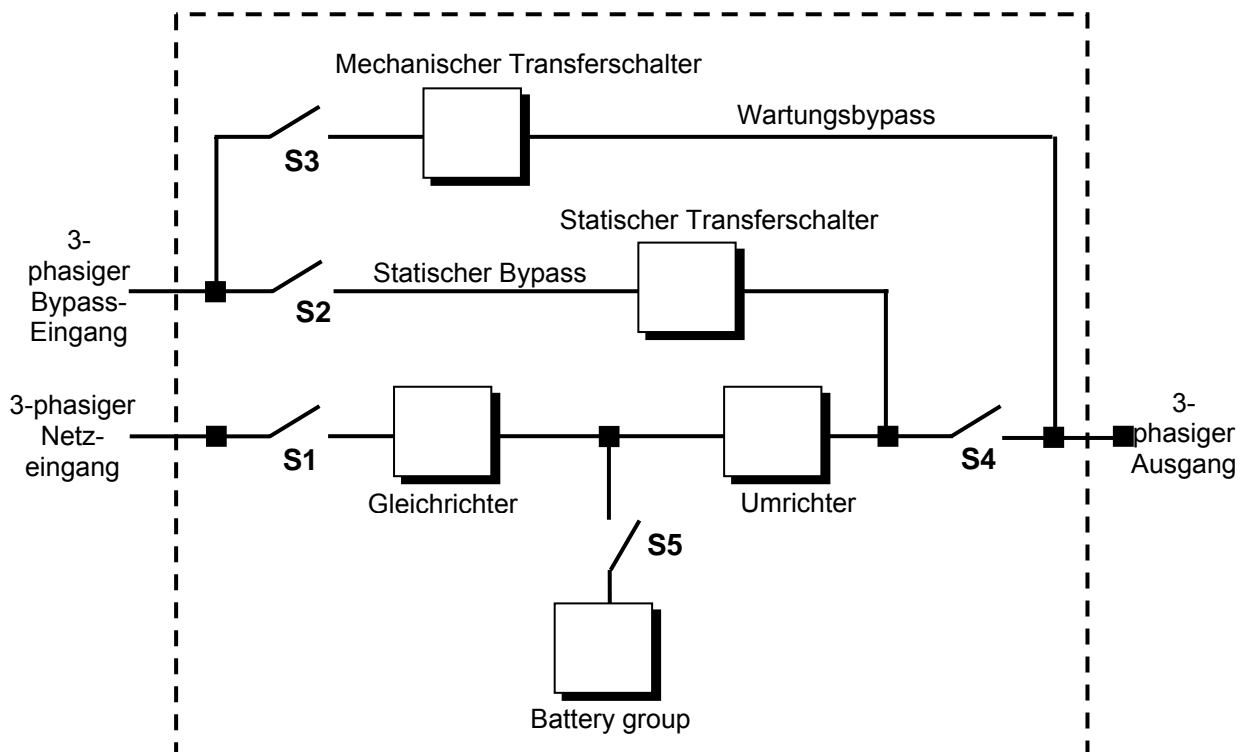 Mechanischer Transferschalter
Wartungsbypass
S3
Statischer Transferschalter
3-
phasiger
Bypass-
Eingang
Statischer Bypass
S2
3-phasiger
Netz-
eingang
S1
Gleichrichter
Umrichter
S4
3-
phasiger
Ausgang
S5
Battery group